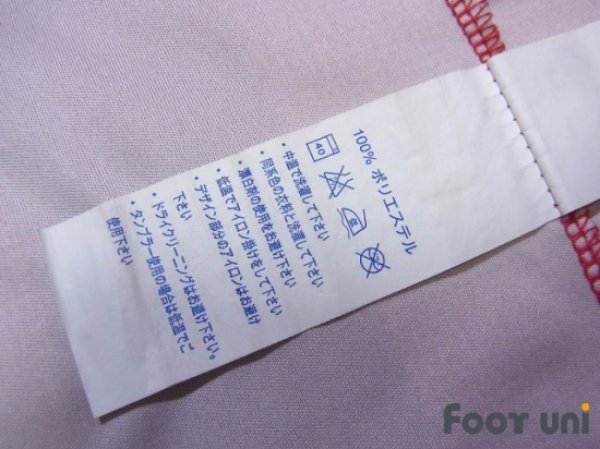 100% ポリエステル
40 低
・中温で洗濯して下さい
・同系色の衣料と洗濯して下さい
・漂白剤の使用をお避け下さい
・低温でアイロン掛けをして下さい
・デザイン部分のアイロンはお避け
下さい
・ドライクリーニングはお避け下さい。
・タンブラー使用の場合は低温でご
使用下さい
Foot uni